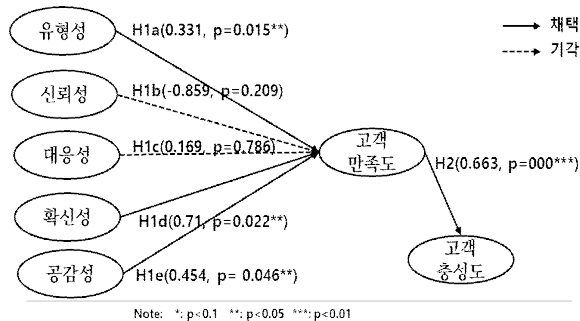 유형성
H1a(0.331, p=0.015**)
채택
기각
신뢰성
H1b(-0.859, p=0.209)
대응성
H1c(0.169, p=0.786)
고객
만족도
H2(0.663, p=000***)
확신성
H1d(0.71, p=0.022**)
고객
충성도
공감성
H1e(0.454, p= 0.046**)
Note: *: p<0.1 **: p<0.05 ***: p<0.01